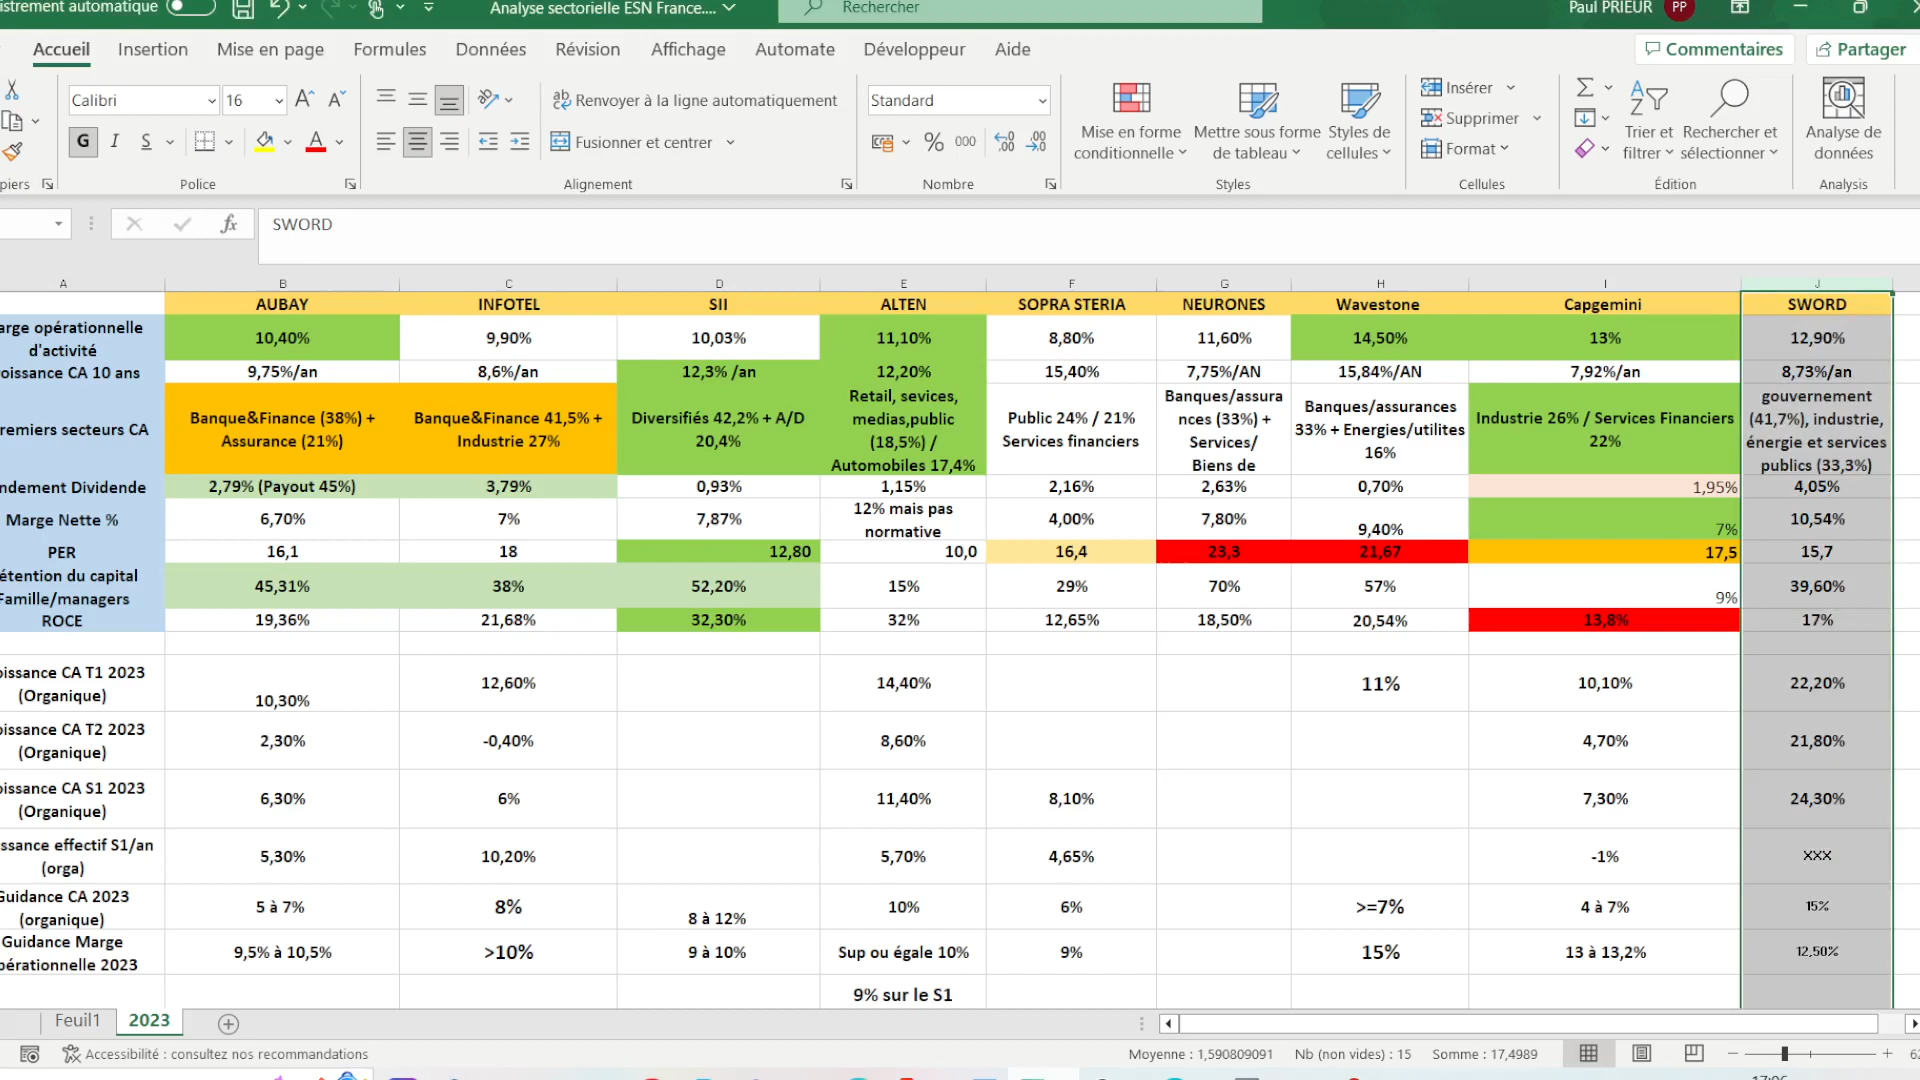 istrement automatique
Analyse sectorielle ESN France....
Rechercher
Paul PRIEUR
PP
Accueil
Insertion
Mise en page
Formules
Données
Révision
Affichage
Automate
Développeur
Aide
Commentaires
Partager
Calibri
16
Renvoyer à la ligne automatiquement
Standard
Mise en forme conditionnelle
Mettre sous forme de tableau
Styles de cellules
Insérer
Supprimer
Format
Trier et filtrer
Rechercher et sélectionner
Analyse de données
G I S
Fusionner et centrer
% 000
piers
Police
Alignement
Nombre
Styles
Cellules
Édition
Analysis
fx
SWORD
A B C D E F G H I J
AUBAY INFOTEL SII ALTEN SOPRA STERIA NEURONES Wavestone Capgemini SWORD
arge opérationnelle d'activité 10,40% 9,90% 10,03% 11,10% 8,80% 11,60% 14,50% 13% 12,90%
oissance CA 10 ans 9,75%/an 8,6%/an 12,3% /an 12,20% 15,40% 7,75%/AN 15,84%/AN 7,92%/an 8,73%/an
remiers secteurs CA
Banque&Finance (38%) + Assurance (21%)
Banque&Finance 41,5% + Industrie 27%
Diversifiés 42,2% + A/D 20,4%
Retail, sevices, medias,public (18,5%) / Automobiles 17,4%
Public 24% / 21% Services financiers
Banques/assurances (33%) + Services/ Biens de
Banques/assurances 33% + Energies/utilites 16%
Industrie 26% / Services Financiers 22%
gouvernement (41,7%), industrie, énergie et services publics (33,3%)
ndement Dividende 2,79% (Payout 45%) 3,79% 0,93% 1,15% 2,16% 2,63% 0,70% 1,95% 4,05%
Marge Nette % 6,70% 7% 7,87% 12% mais pas normative 4,00% 7,80% 9,40% 7% 10,54%
PER 16,1 18 12,80 10,0 16,4 23,3 21,67 17,5 15,7
étention du capital Famille/managers 45,31% 38% 52,20% 15% 29% 70% 57% 9% 39,60%
ROCE 19,36% 21,68% 32,30% 32% 12,65% 18,50% 20,54% 13,8% 17%
oissance CA T1 2023 (Organique) 10,30% 12,60% 14,40% 11% 10,10% 22,20%
oissance CA T2 2023 (Organique) 2,30% -0,40% 8,60% 4,70% 21,80%
oissance CA S1 2023 (Organique) 6,30% 6% 11,40% 8,10% 7,30% 24,30%
ssance effectif S1/an (orga) 5,30% 10,20% 5,70% 4,65% -1% XXX
Guidance CA 2023 (organique) 5 à 7% 8% 8 à 12% 10% 6% >=7% 4 à 7% 15%
Guidance Marge pérationnelle 2023 9,5% à 10,5% >10% 9 à 10% Sup ou égale 10% 9% 15% 13 à 13,2% 12,50%
9% sur le S1
Feuil1
2023
Accessibilité : consultez nos recommandations
Moyenne : 1,590809091
Nb (non vides) : 15
Somme : 17,4989